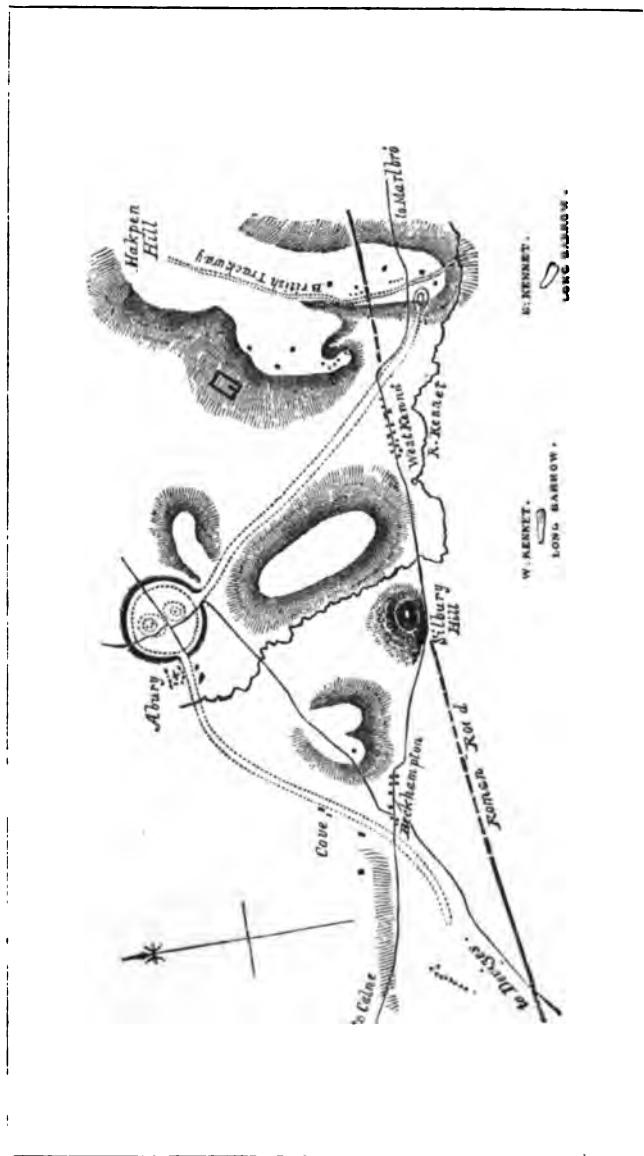 Hakpen
Hill
British Trackway
to Marlbro
Abury
West Kennet
R. Kennet
E: KENNET.
LONG BARROW.
W: KENNET.
LONG BARROW.
Silbury
Hill
Cove
Beckhampton
Roman Road
to Calne
to Devizes